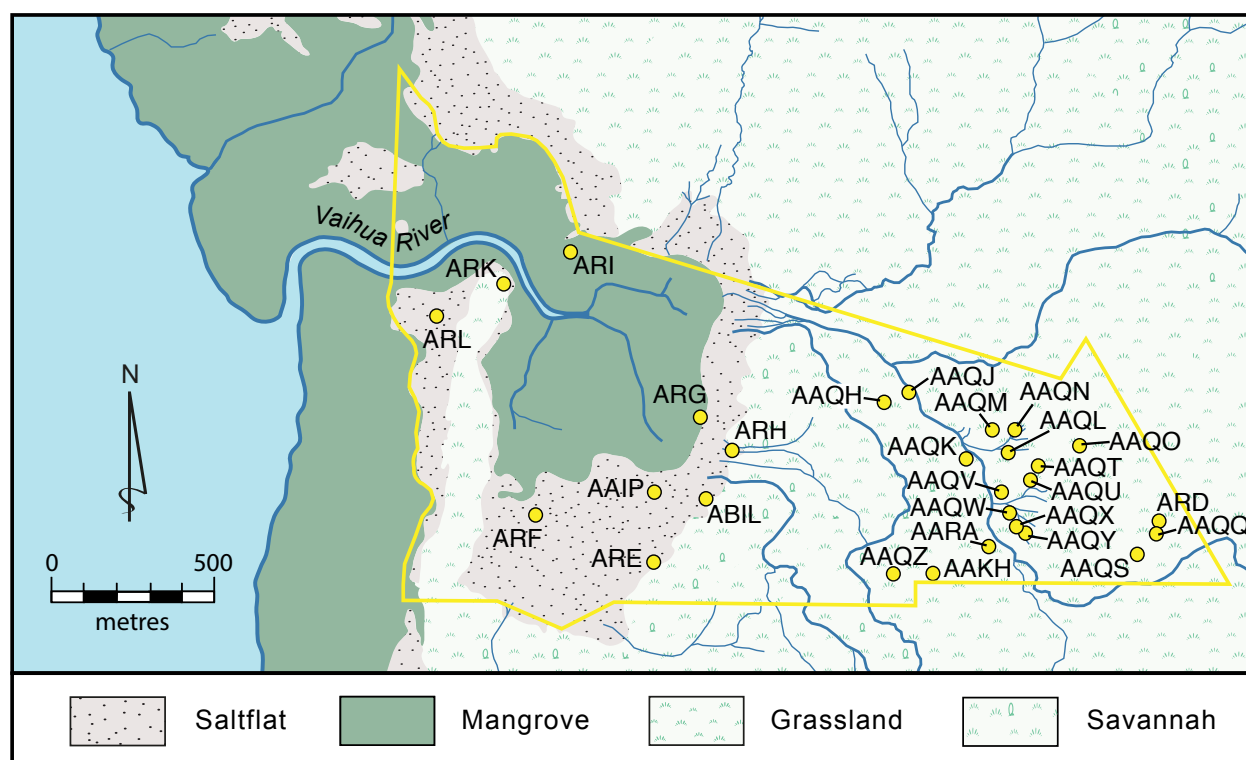 Vaihua River
ARK
ARI
ARL
AAQJ
AAQH
AAQM
AAQN
ARG
AAQL
ARH
AAQO
AAQK
AAQT
AAQV
AAQU
AAIP
ABIL
AAQW
ARD
AAQX
AAQQ
ARF
AARA
AAQY
ARE
AAQZ
AAKH
AAQS
N
0 500
metres
Saltflat Mangrove Grassland Savannah